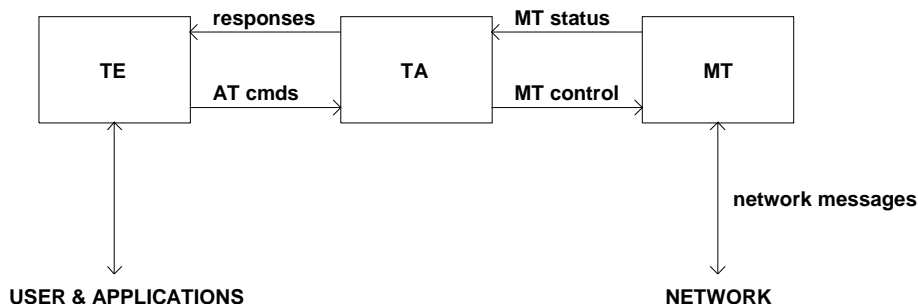 responses
MT status
TE
TA
MT
AT cmds
MT control
network messages
USER & APPLICATIONS
NETWORK